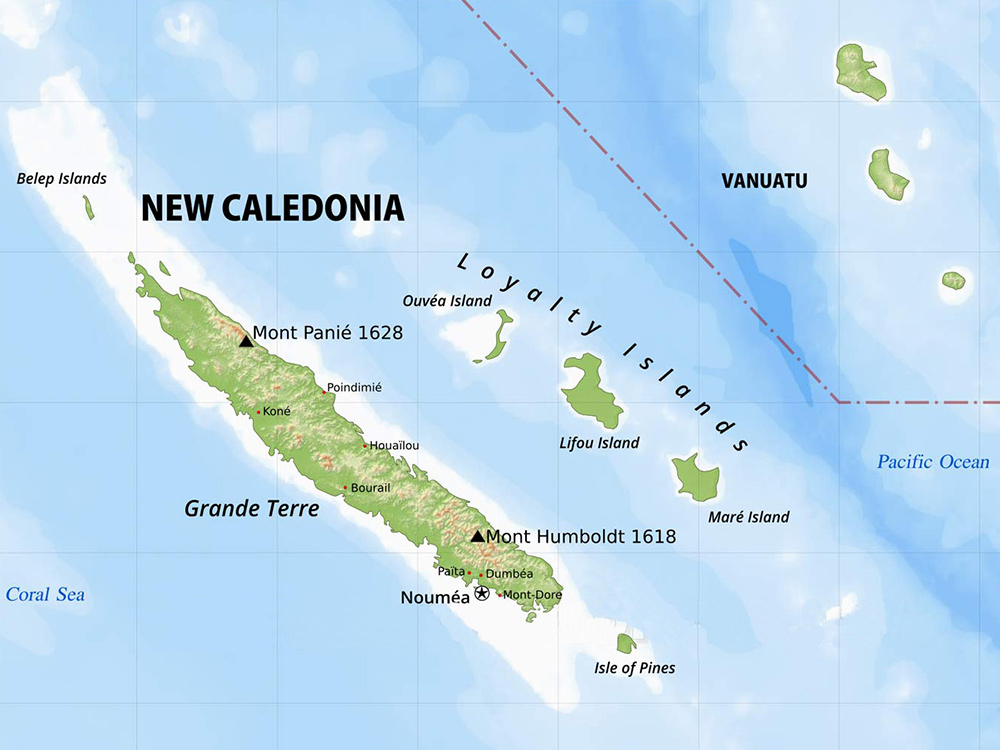 Belep Islands
NEW CALEDONIA
VANUATU
Loyalty Islands
Ouvéa Island
Mont Panié 1628
Poindimié
Koné
Houaïlou
Lifou Island
Pacific Ocean
Bourail
Grande Terre
Maré Island
Mont Humboldt 1618
Païta
Dumbéa
Coral Sea
Nouméa
Mont-Dore
Isle of Pines